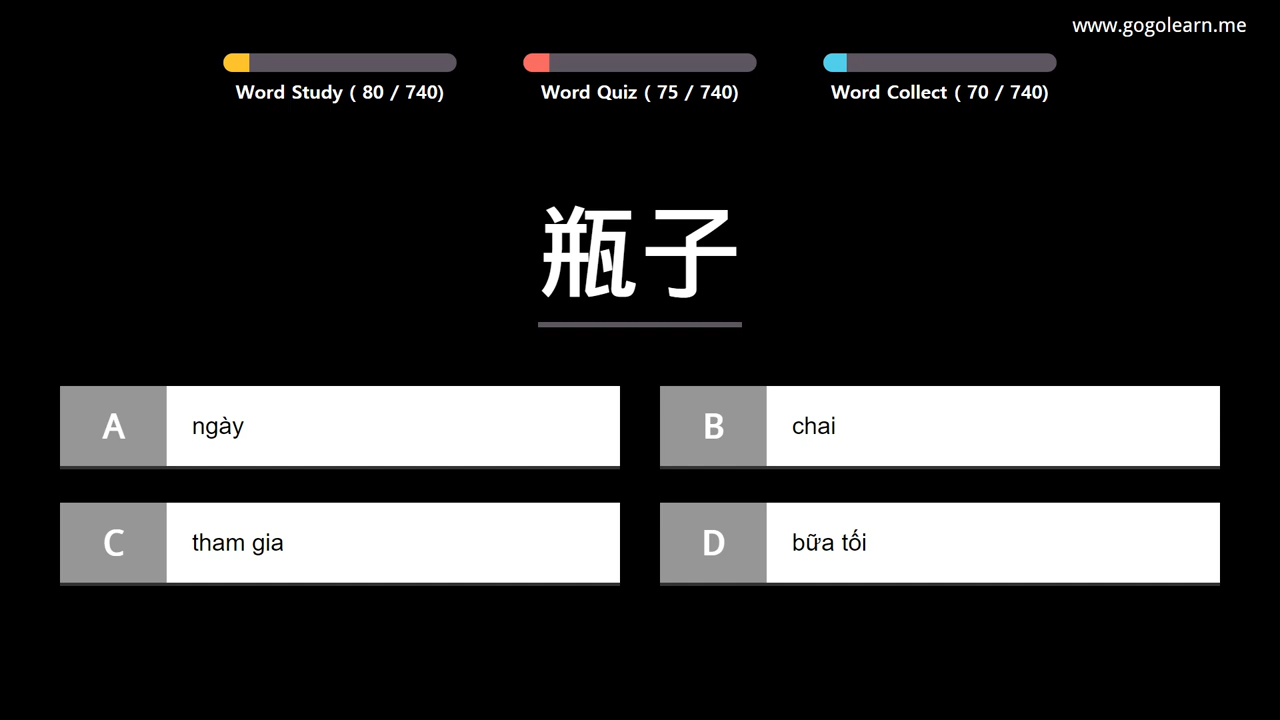 www.gogolearn.me
Word Study ( 80 / 740)
Word Quiz ( 75 / 740)
Word Collect ( 70 / 740)
瓶子
A ngày
B chai
C tham gia
D bữa tối